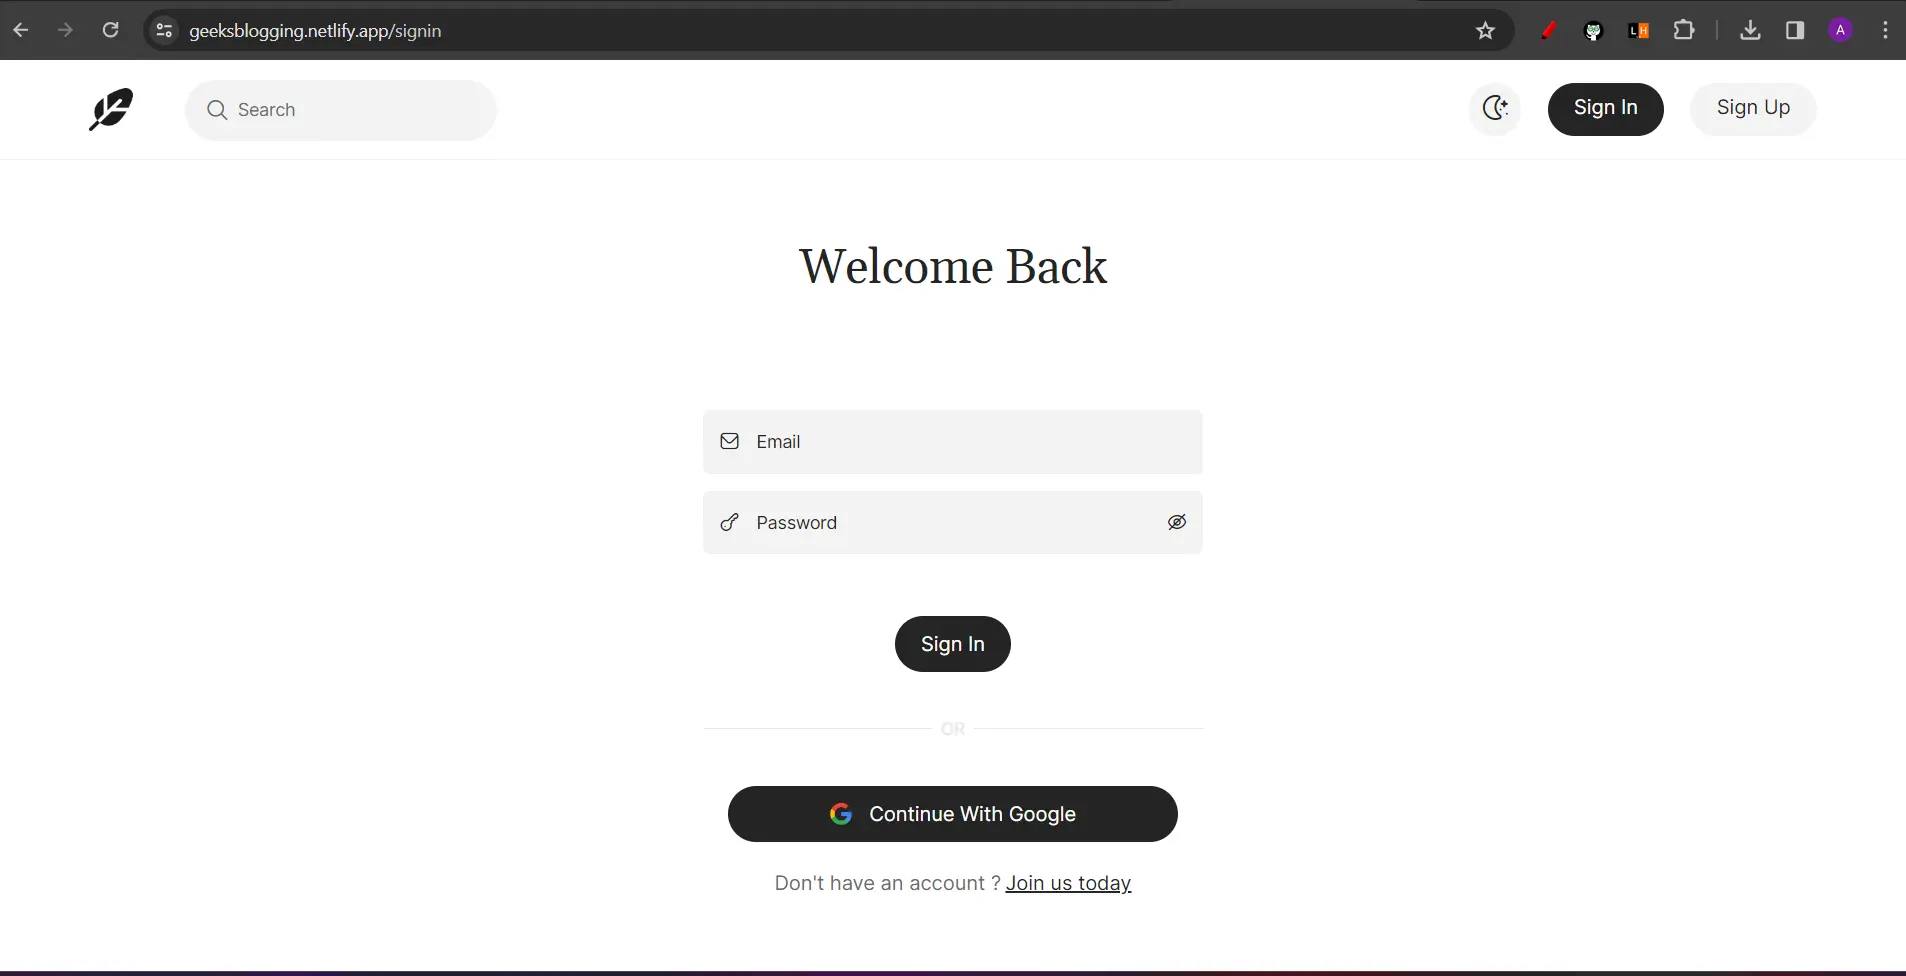 geeksblogging.netlify.app/signin
A
LH
Search
Sign In
Sign Up
Welcome Back
Email
Password
Sign In
OR
Continue With Google
Don't have an account ? Join us today